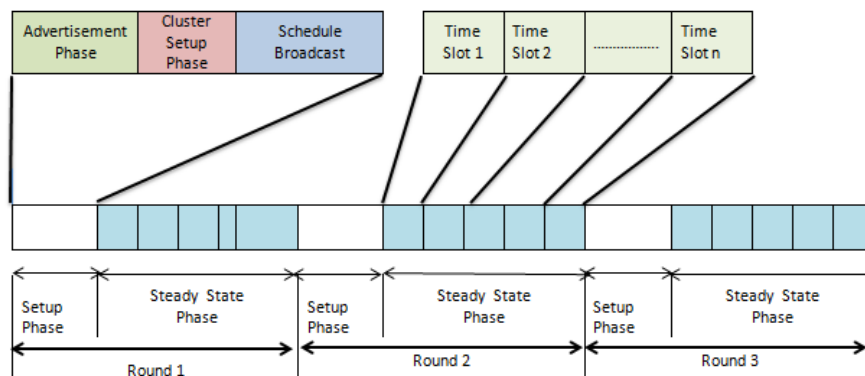 Advertisement
Phase
Cluster
Setup
Phase
Schedule
Broadcast
Time
Slot 1
Time
Slot 2
..................
Time
Slot n
Setup
Phase
Steady State
Phase
Setup
Phase
Steady State
Phase
Setup
Phase
Steady State
Phase
Round 1
Round 2
Round 3